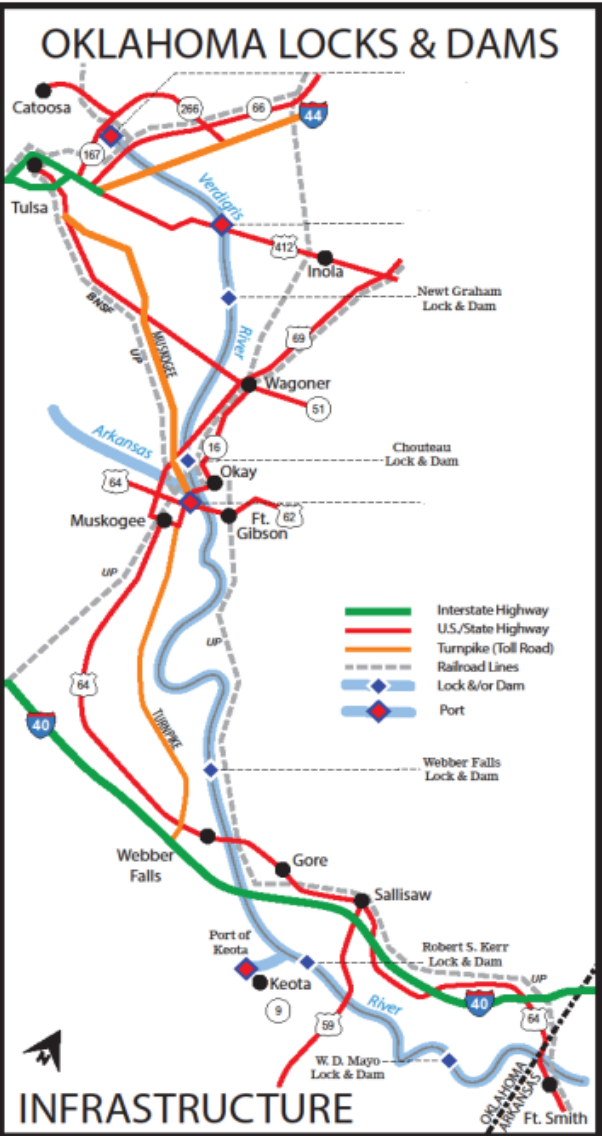 OKLAHOMA LOCKS & DAMS
Catoosa
266
66
44
167
Tulsa
Verdigris
412
Inola
Newt Graham
Lock & Dam
BNSF
UP
MUSKOGEE
River
69
Wagoner
51
Arkansas
16
Chouteau
Lock & Dam
Okay
64
Muskogee
Ft.
Gibson
62
UP
UP
Interstate Highway
U.S./State Highway
Turnpike (Toll Road)
Railroad Lines
Lock &/or Dam
Port
64
40
TURNPIKE
Webber Falls
Lock & Dam
Webber
Falls
Gore
Sallisaw
Port of
Keota
Robert S. Kerr
Lock & Dam
UP
Keota
9
River
40
64
59
W. D. Mayo
Lock & Dam
N
OKLAHOMA
ARKANSAS
Ft. Smith
INFRASTRUCTURE